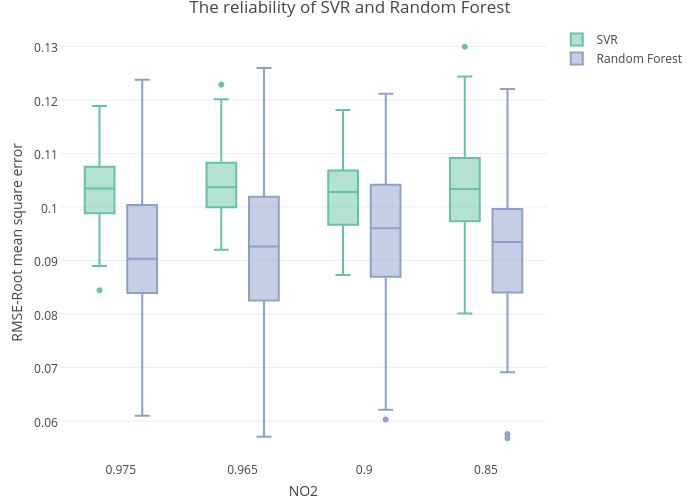 The reliability of SVR and Random Forest
SVR
Random Forest
RMSE-Root mean square error
0.13
0.12
0.11
0.1
0.09
0.08
0.07
0.06
0.975
0.965
0.9
0.85
NO2